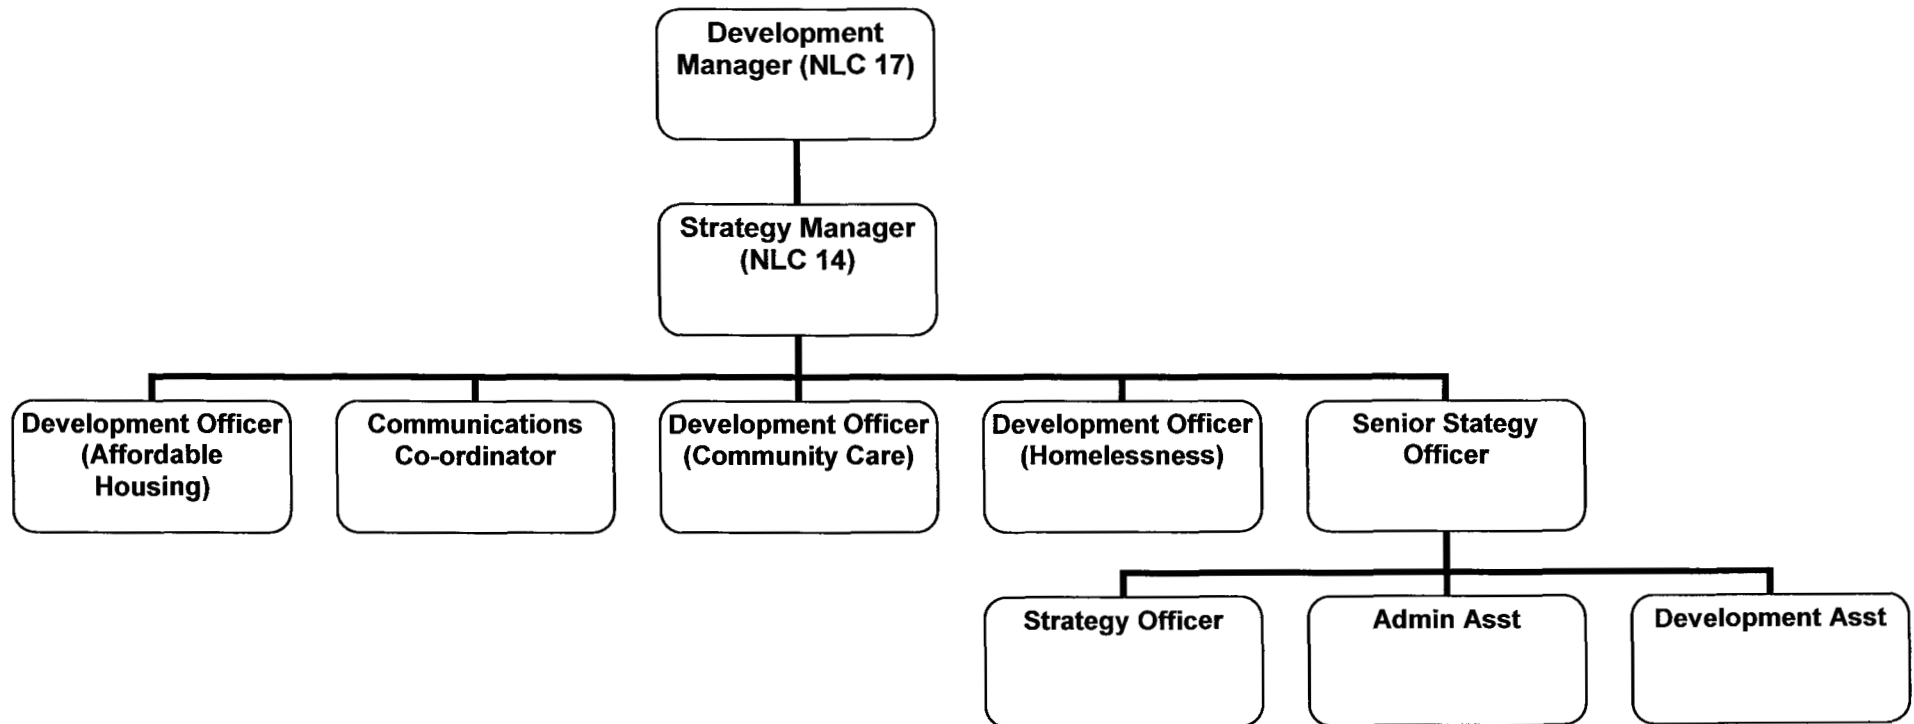 Development
Manager (NLC 17)
Strategy Manager
(NLC 14)
Development Officer
(Affordable
Housing)
Communications
Co-ordinator
Development Officer
(Community Care)
Development Officer
(Homelessness)
Senior Stategy
Officer
Strategy Officer
Admin Asst
Development Asst